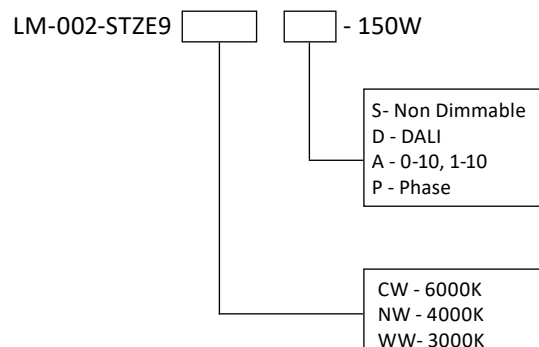 LM-002-STZE9 - 150W
S- Non Dimmable
D - DALI
A - 0-10, 1-10
P - Phase
CW - 6000K
NW - 4000K
WW- 3000K